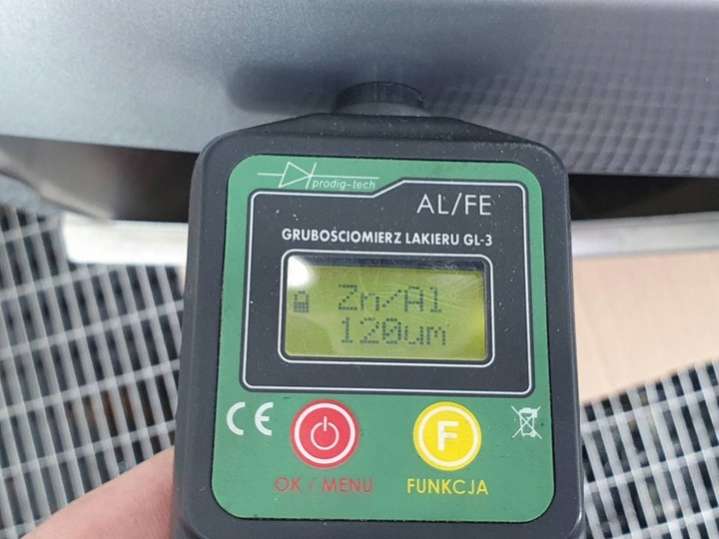 prodig-tech
AL/FE
GRUBOŚCIOMIERZ LAKIERU GL-3
Zn/Al
120um
CE
F
OK / MENU
FUNKCJA